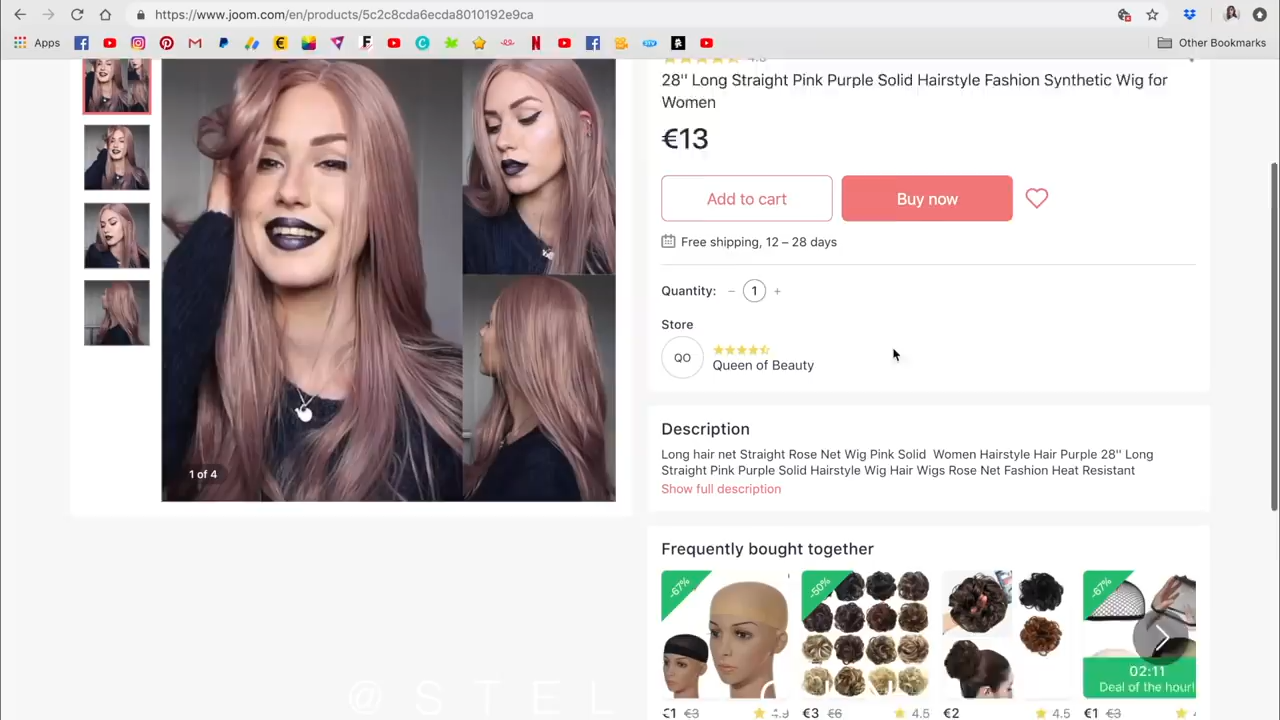 https://www.joom.com/en/products/5c2c8cda6ecda8010192e9ca
Apps
Other Bookmarks
28'' Long Straight Pink Purple Solid Hairstyle Fashion Synthetic Wig for
Women
€13
Add to cart
Buy now
Free shipping, 12 – 28 days
Quantity: − 1 +
Store
QO
Queen of Beauty
1 of 4
Description
Long hair net Straight Rose Net Wig Pink Solid Women Hairstyle Hair Purple 28'' Long
Straight Pink Purple Solid Hairstyle Wig Hair Wigs Rose Net Fashion Heat Resistant
Show full description
Frequently bought together
-67%
-50%
-67%
02:11
Deal of the hour!
@STEL
€1 €3 4.9
€3 €6 4.5
€2 4.5
€1 €3